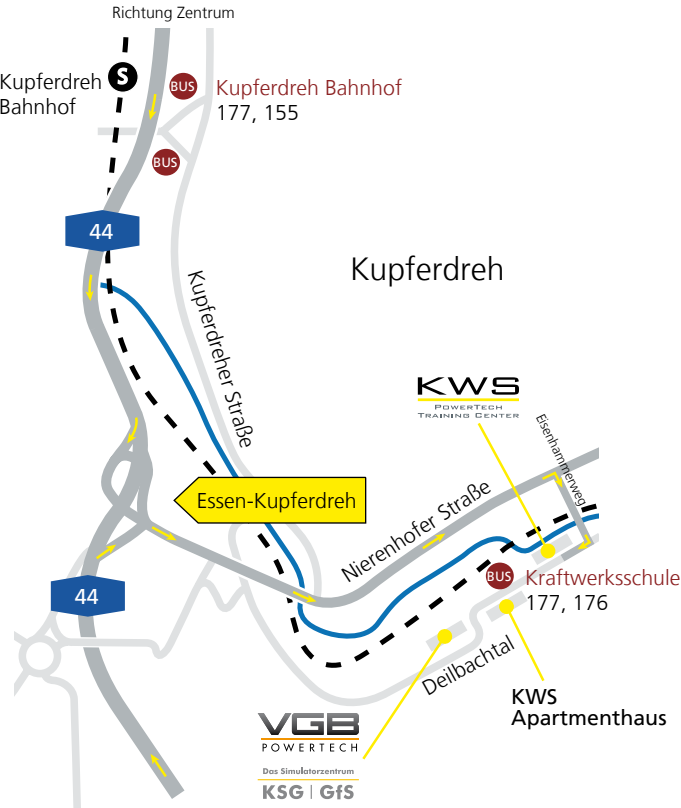 Richtung Zentrum
Kupferdreh
Bahnhof
S
BUS
Kupferdreh Bahnhof
177, 155
BUS
44
Kupferdreh
Kupferdreher Straße
KWS
POWERTECH
TRAINING CENTER
Eisenhammerweg
Essen-Kupferdreh
Nierenhofer Straße
BUS
Kraftwerksschule
177, 176
44
Deilbachtal
KWS
Apartmenthaus
VGB
POWERTECH
Das Simulatorzentrum
KSG | GfS